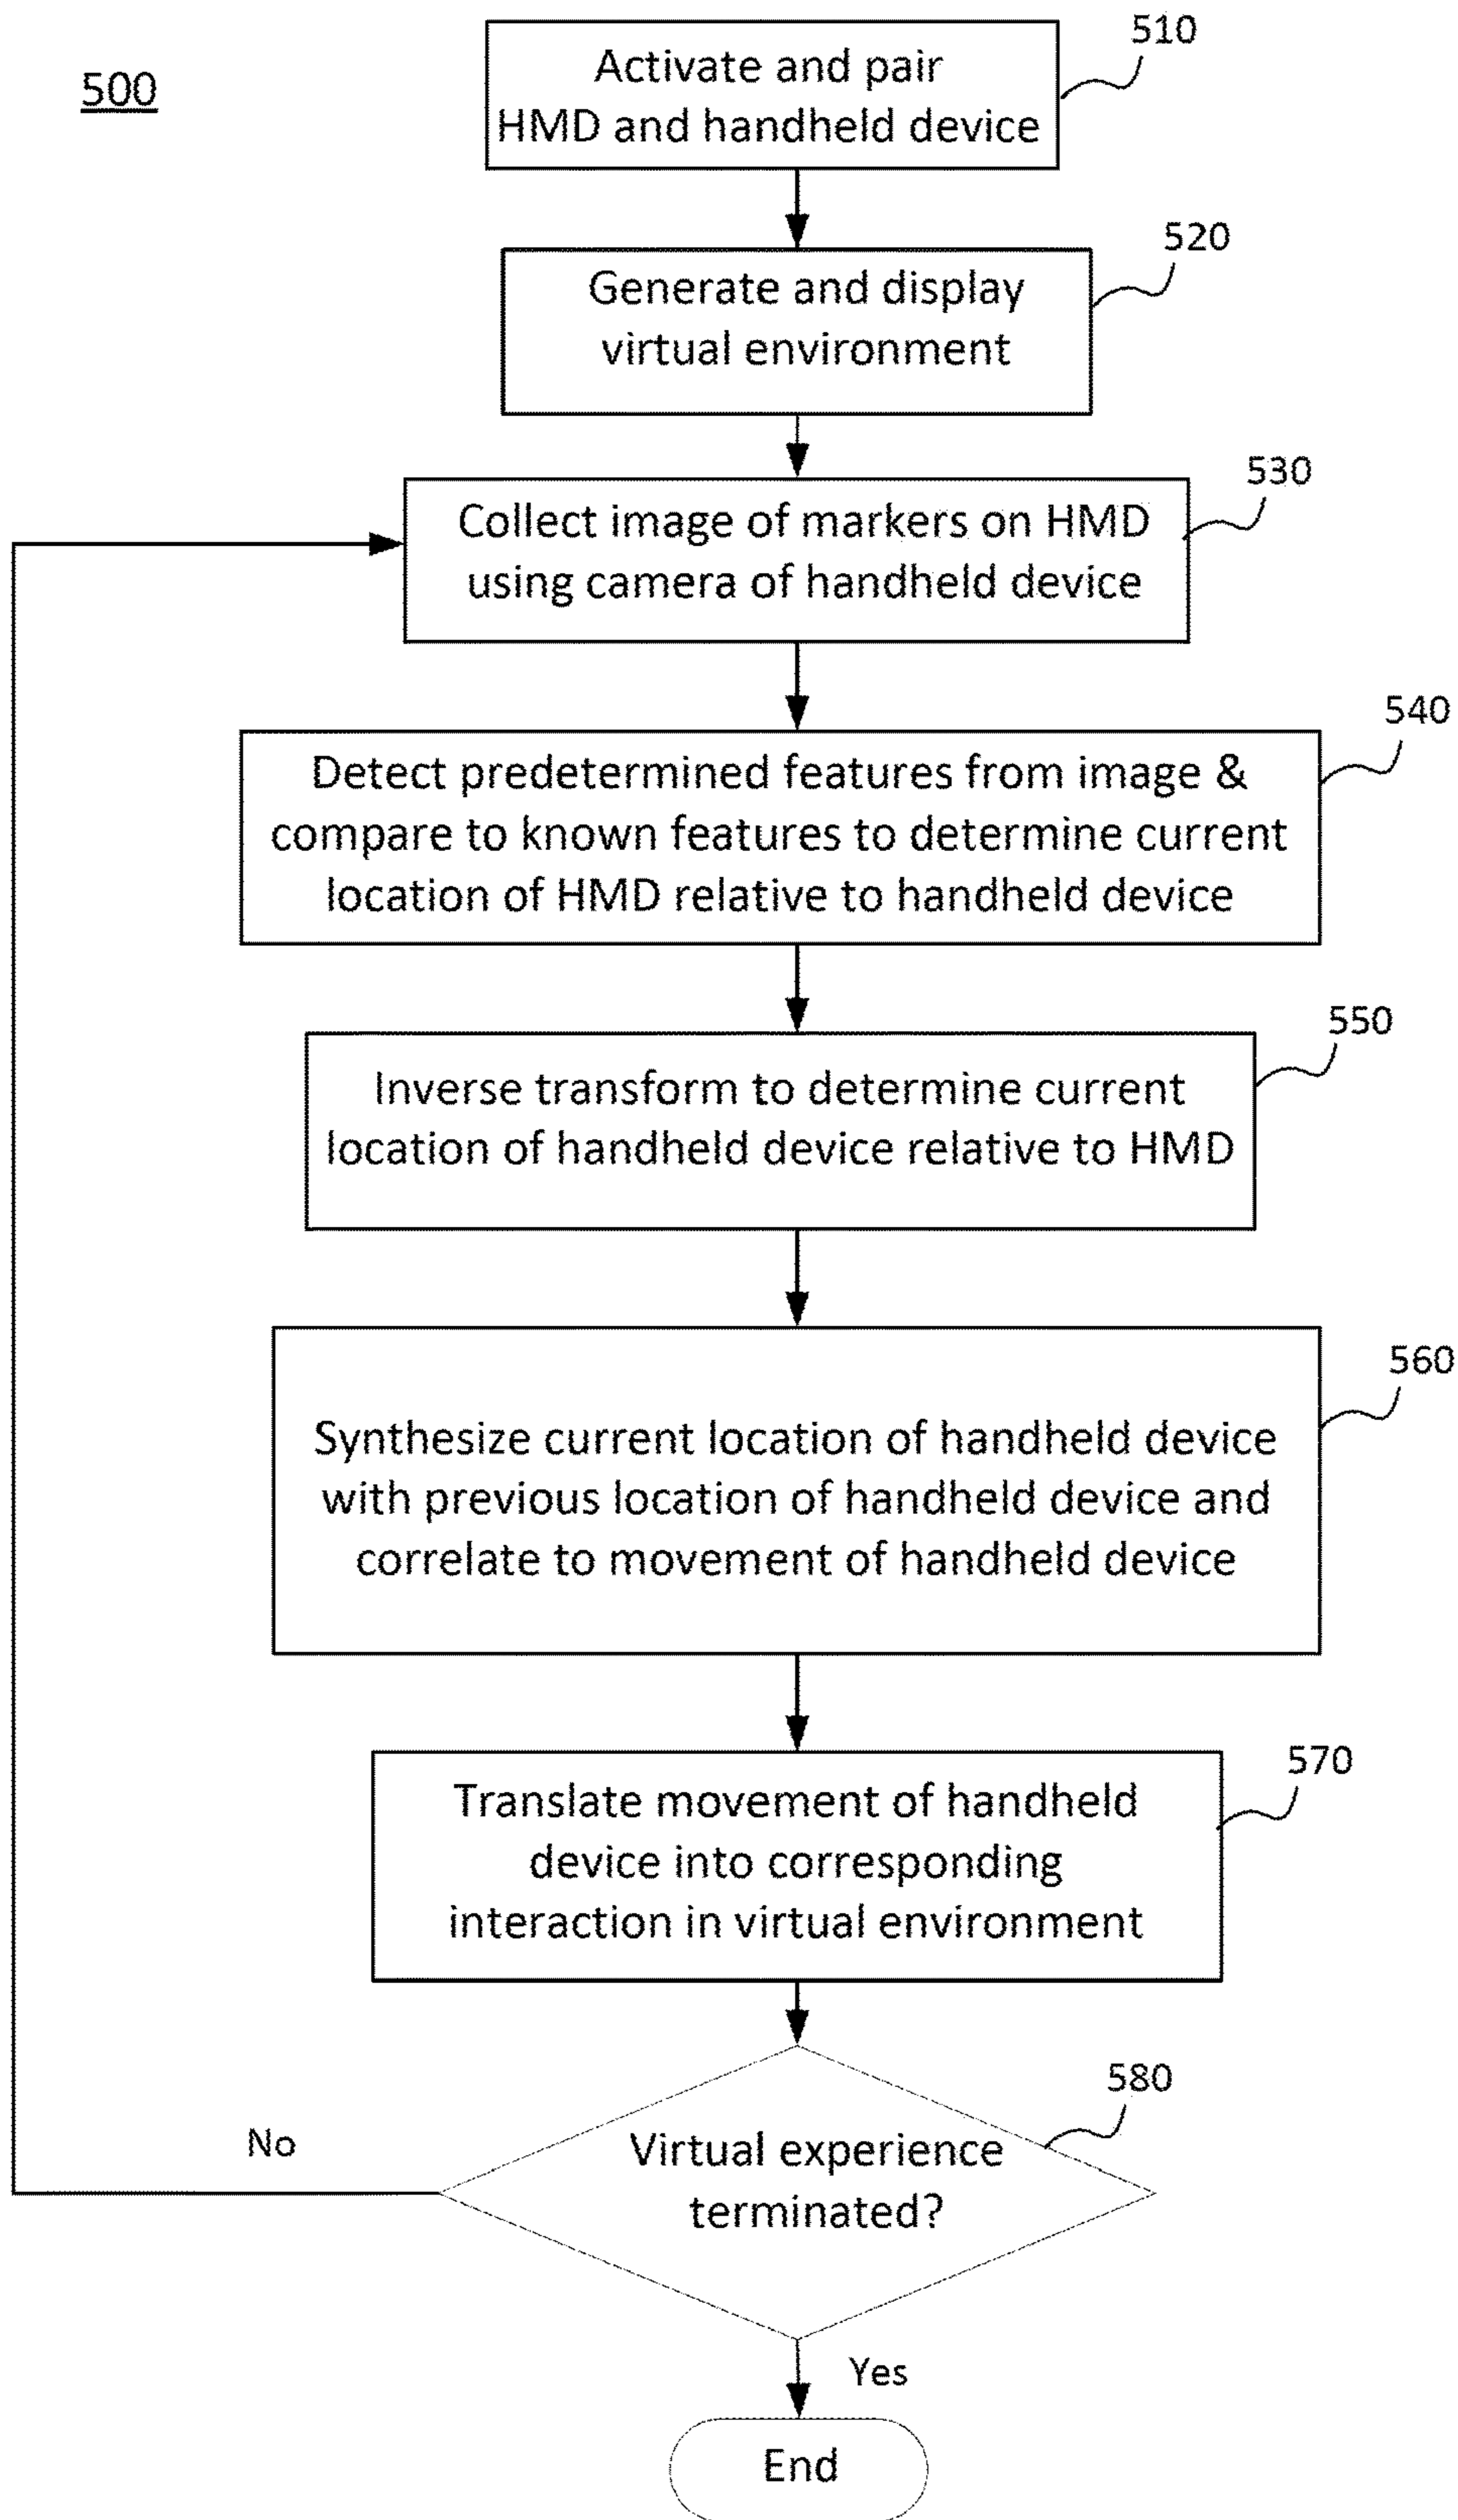 500
510
Activate and pair
HMD and handheld device
520
Generate and display
virtual environment
530
Collect image of markers on HMD
using camera of handheld device
540
Detect predetermined features from image &
compare to known features to determine current
location of HMD relative to handheld device
550
Inverse transform to determine current
location of handheld device relative to HMD
560
Synthesize current location of handheld device
with previous location of handheld device and
correlate to movement of handheld device
570
Translate movement of handheld
device into corresponding
interaction in virtual environment
580
No
Virtual experience
terminated?
Yes
End